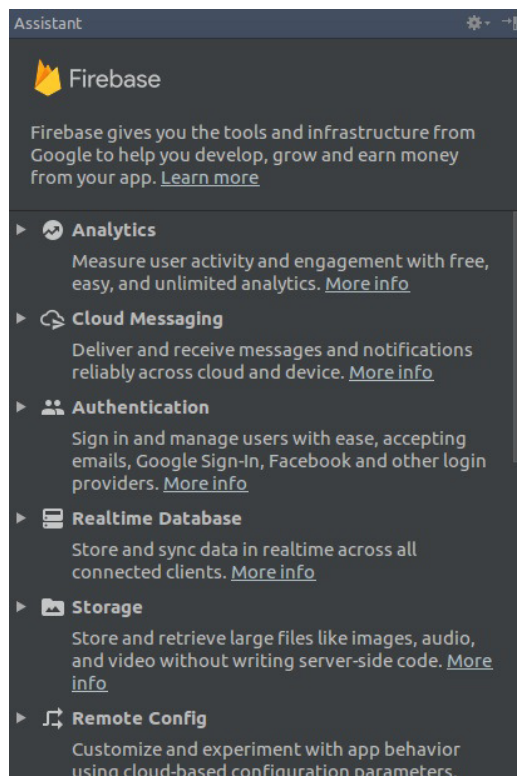 Assistant
Firebase
Firebase gives you the tools and infrastructure from
Google to help you develop, grow and earn money
from your app. Learn more
Analytics
Measure user activity and engagement with free,
easy, and unlimited analytics. More info
Cloud Messaging
Deliver and receive messages and notifications
reliably across cloud and device. More info
Authentication
Sign in and manage users with ease, accepting
emails, Google Sign-In, Facebook and other login
providers. More info
Realtime Database
Store and sync data in realtime across all
connected clients. More info
Storage
Store and retrieve large files like images, audio,
and video without writing server-side code. More
info
Remote Config
Customize and experiment with app behavior
using cloud-based configuration parameters